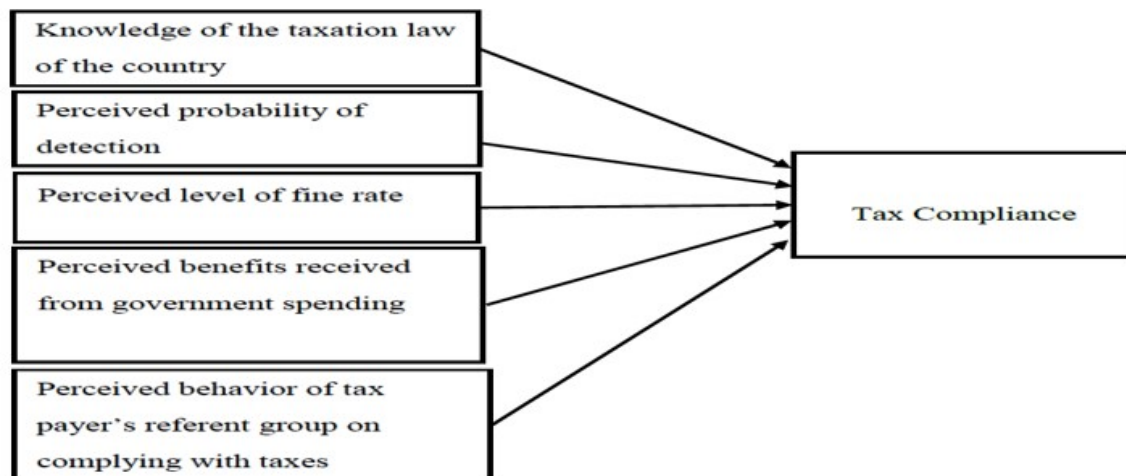 Knowledge of the taxation law
of the country
Perceived probability of
detection
Perceived level of fine rate
Perceived benefits received
from government spending
Perceived behavior of tax
payer’s referent group on
complying with taxes
Tax Compliance